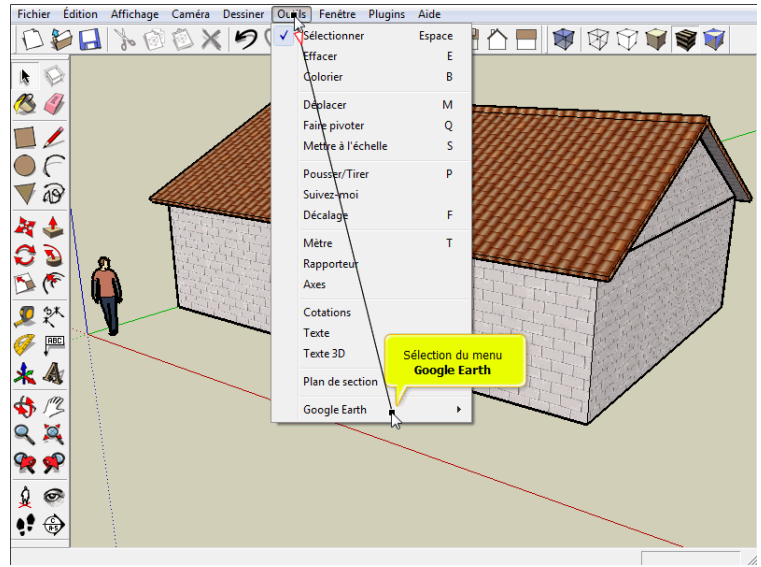 Fichier Édition Affichage Caméra Dessiner Outils Fenêtre Plugins Aide
Sélectionner Espace
Effacer E
Colorier B
Déplacer M
Faire pivoter Q
Mettre à l'échelle S
Pousser/Tirer P
Suivez-moi
Décalage F
Mètre T
Rapporteur
Axes
Cotations
Texte
Texte 3D
Plan de section
Google Earth
Sélection du menu
Google Earth
ABC